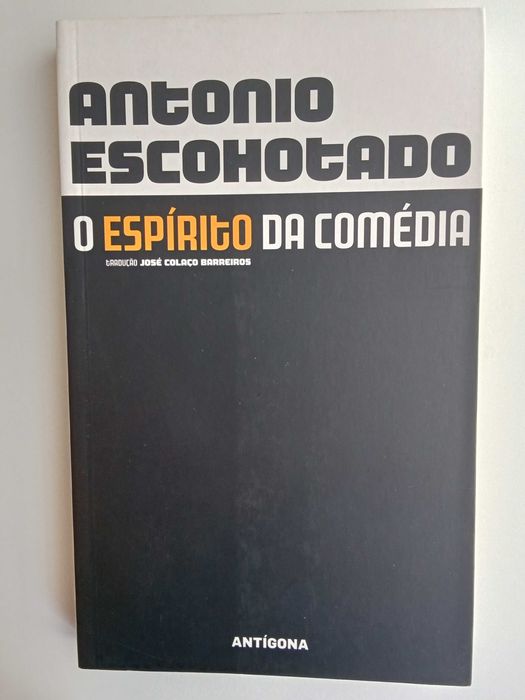 ANTONIO
ESCOHOTADO
O ESPÍRITO DA COMÉDIA
TRADUÇÃO JOSÉ COLAÇO BARREIROS
ANTÍGONA